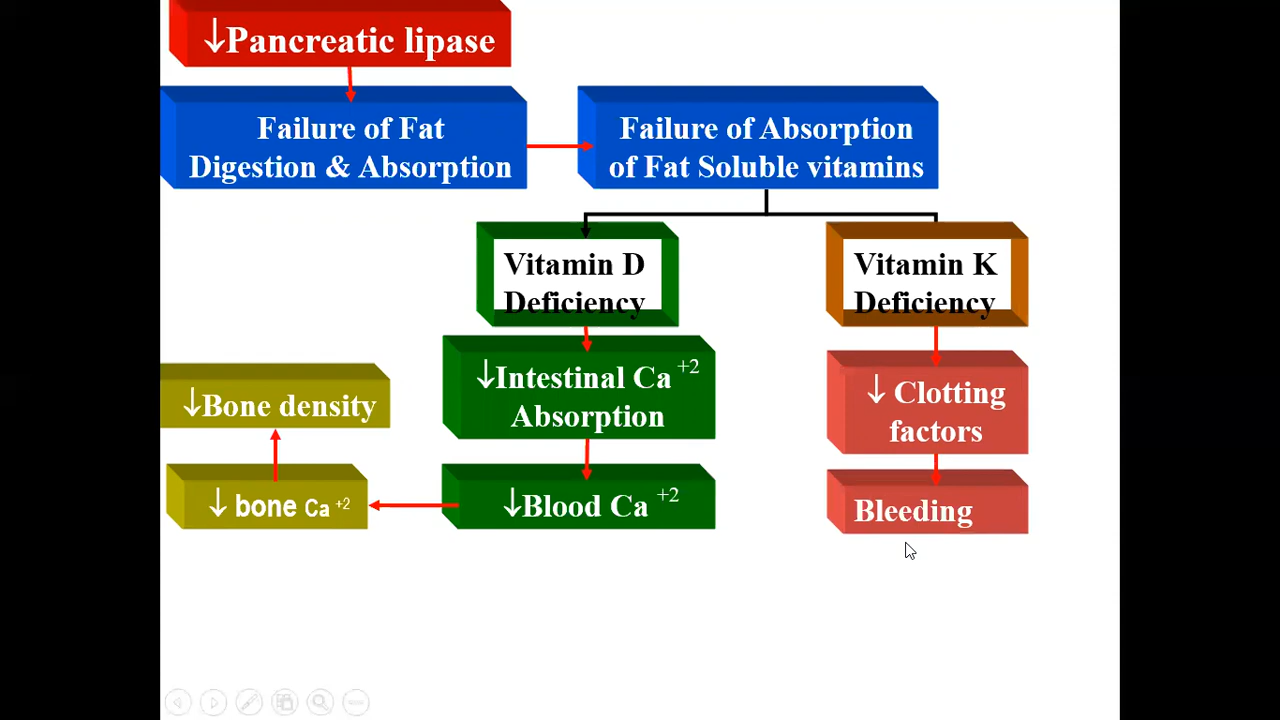 ↓Pancreatic lipase
Failure of Fat
Digestion & Absorption
Failure of Absorption
of Fat Soluble vitamins
Vitamin D
Deficiency
Vitamin K
Deficiency
↓Intestinal Ca +2
Absorption
↓ Clotting
factors
↓Bone density
↓ bone Ca +2
↓Blood Ca +2
Bleeding